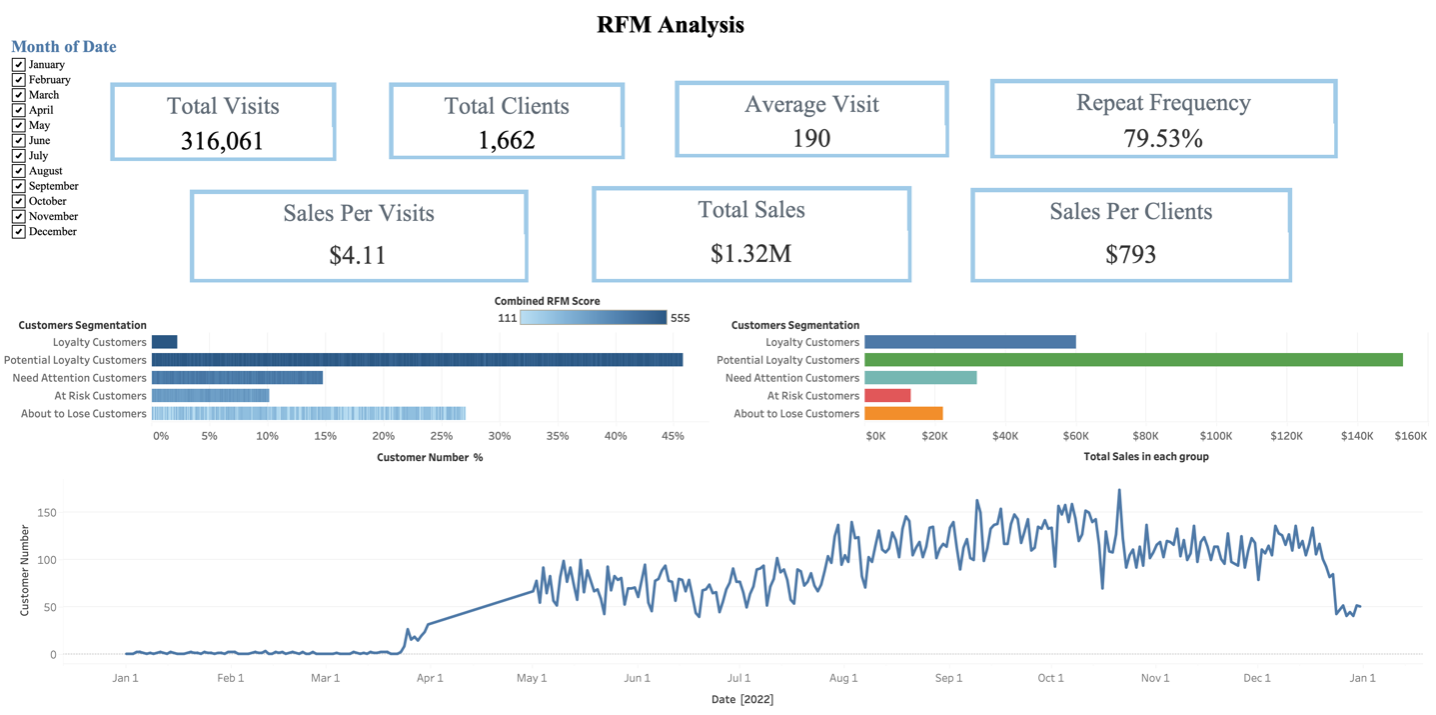 RFM Analysis
Month of Date
January
February
March
April
May
June
July
August
September
October
November
December
Total Visits
316,061
Total Clients
1,662
Average Visit
190
Repeat Frequency
79.53%
Sales Per Visits
$4.11
Total Sales
$1.32M
Sales Per Clients
$793
Combined RFM Score
111 555
Customers Segmentation
Loyalty Customers
Potential Loyalty Customers
Need Attention Customers
At Risk Customers
About to Lose Customers
0% 5% 10% 15% 20% 25% 30% 35% 40% 45%
Customer Number %
Customers Segmentation
Loyalty Customers
Potential Loyalty Customers
Need Attention Customers
At Risk Customers
About to Lose Customers
$0K $20K $40K $60K $80K $100K $120K $140K $160K
Total Sales in each group
Customer Number
150
100
50
0
Jan 1 Feb 1 Mar 1 Apr 1 May 1 Jun 1 Jul 1 Aug 1 Sep 1 Oct 1 Nov 1 Dec 1 Jan 1
Date [2022]